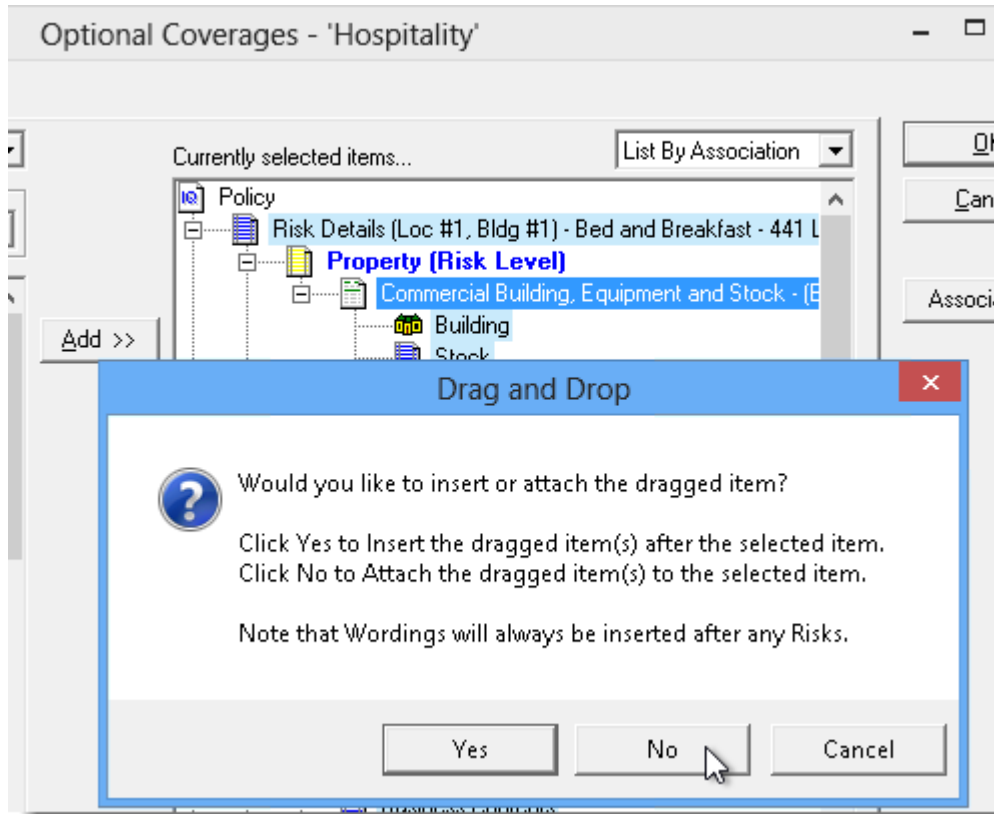 Optional Coverages - 'Hospitality'
Currently selected items...
List By Association
Policy
Risk Details (Loc #1, Bldg #1) - Bed and Breakfast - 441 L
Property (Risk Level)
Commercial Building, Equipment and Stock - (B
Building
Stock
Add >>
Can
Associ
Drag and Drop
Would you like to insert or attach the dragged item?
Click Yes to Insert the dragged item(s) after the selected item.
Click No to Attach the dragged item(s) to the selected item.
Note that Wordings will always be inserted after any Risks.
Yes
No
Cancel